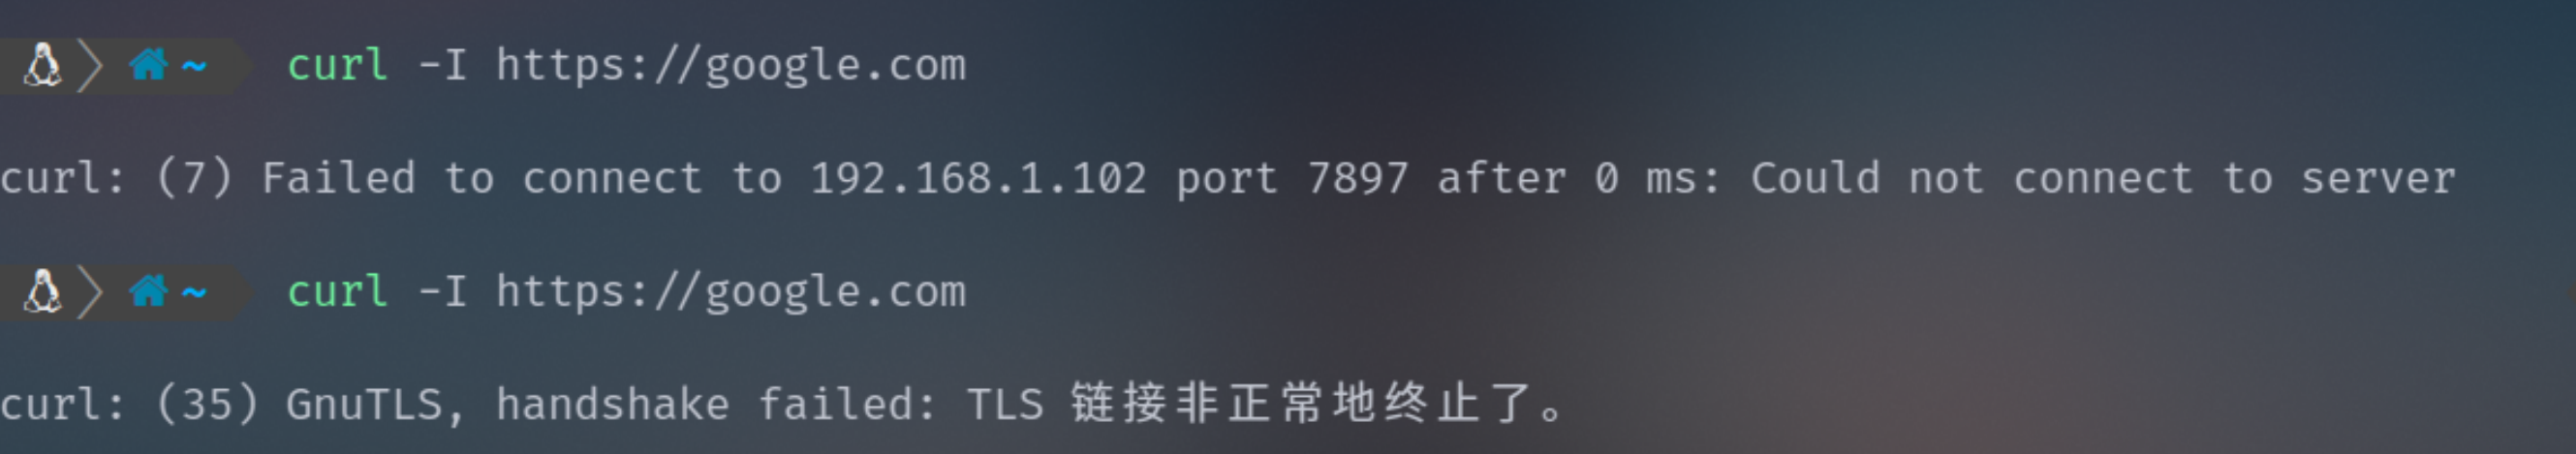 ~ curl -I https://google.com
curl: (7) Failed to connect to 192.168.1.102 port 7897 after 0 ms: Could not connect to server
~ curl -I https://google.com
curl: (35) GnuTLS, handshake failed: TLS 链接非正常地终止了。